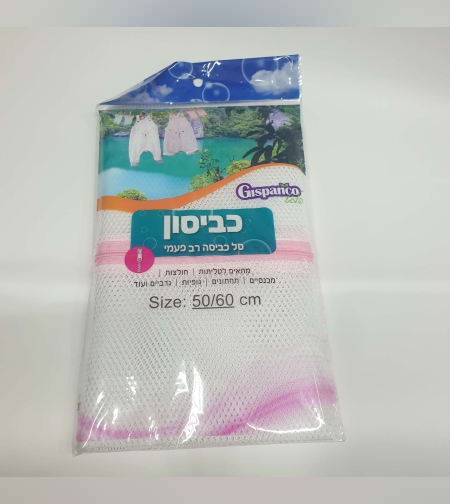 Gispanco
כביסון
סל כביסה רב פעמי
מתאים לטליתות | חולצות |
מכנסיים | תחתונים | גופיות | גרביים ועוד
Size: 50/60 cm